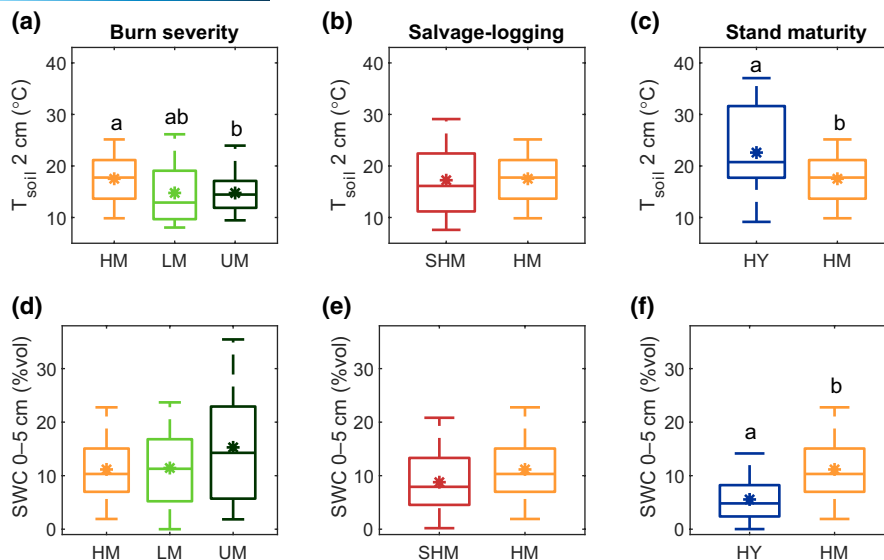 (a) Burn severity
(b) Salvage-logging
(c) Stand maturity
T_soil 2 cm (°C)
40
30
20
10
a ab b
HM LM UM
T_soil 2 cm (°C)
40
30
20
10
SHM HM
T_soil 2 cm (°C)
40
30
20
10
a
b
HY HM
(d)
SWC 0–5 cm (%vol)
30
20
10
0
HM LM UM
(e)
SWC 0–5 cm (%vol)
30
20
10
0
SHM HM
(f)
SWC 0–5 cm (%vol)
30
20
10
0
a
b
HY HM